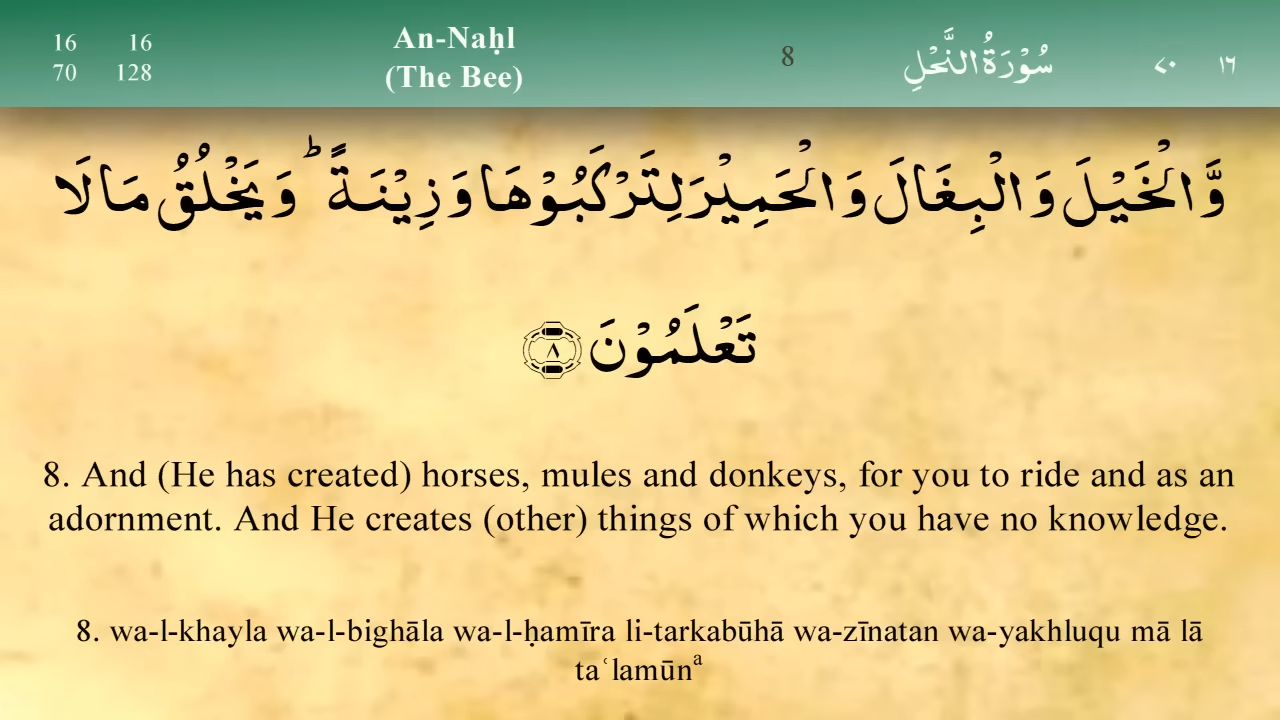 16 16
70 128
An-Naḥl
(The Bee)
8
سُوْرَةُ النَّحْلِ
٧٠ ١٦
وَّالْخَيْلَ وَالْبِغَالَ وَالْحَمِيْرَ لِتَرْكَبُوْهَا وَزِيْنَةً ؕ وَيَخْلُقُ مَا لَا
تَعْلَمُوْنَ ۝٨
8. And (He has created) horses, mules and donkeys, for you to ride and as an
adornment. And He creates (other) things of which you have no knowledge.
8. wa-l-khayla wa-l-bighāla wa-l-ḥamīra li-tarkabūhā wa-zīnatan wa-yakhluqu mā lā
taʿlamūnᵃ